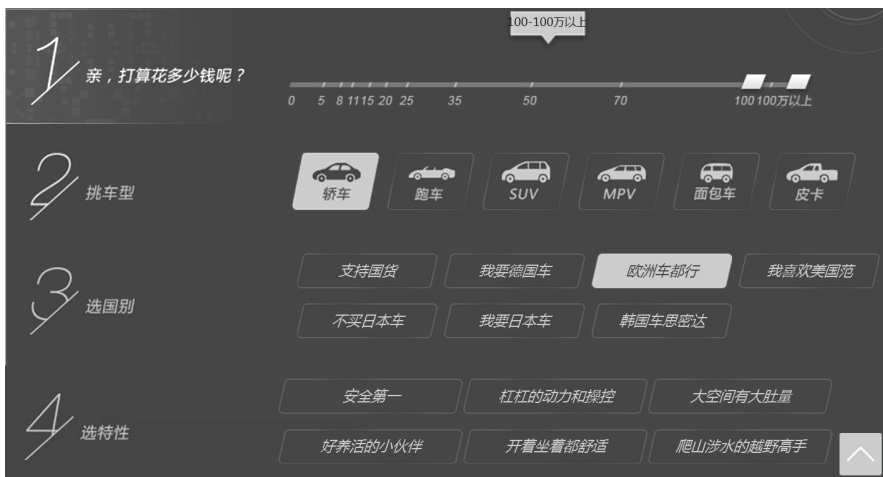 100-100万以上
1 亲，打算花多少钱呢？
0 5 8 11 15 20 25 35 50 70 100 100万以上
2 挑车型
轿车 跑车 SUV MPV 面包车 皮卡
3 选国别
支持国货 我要德国车 欧洲车都行 我喜欢美国范
不买日本车 我要日本车 韩国车思密达
4 选特性
安全第一 杠杠的动力和操控 大空间有大肚量
好养活的小伙伴 开着坐着都舒适 爬山涉水的越野高手